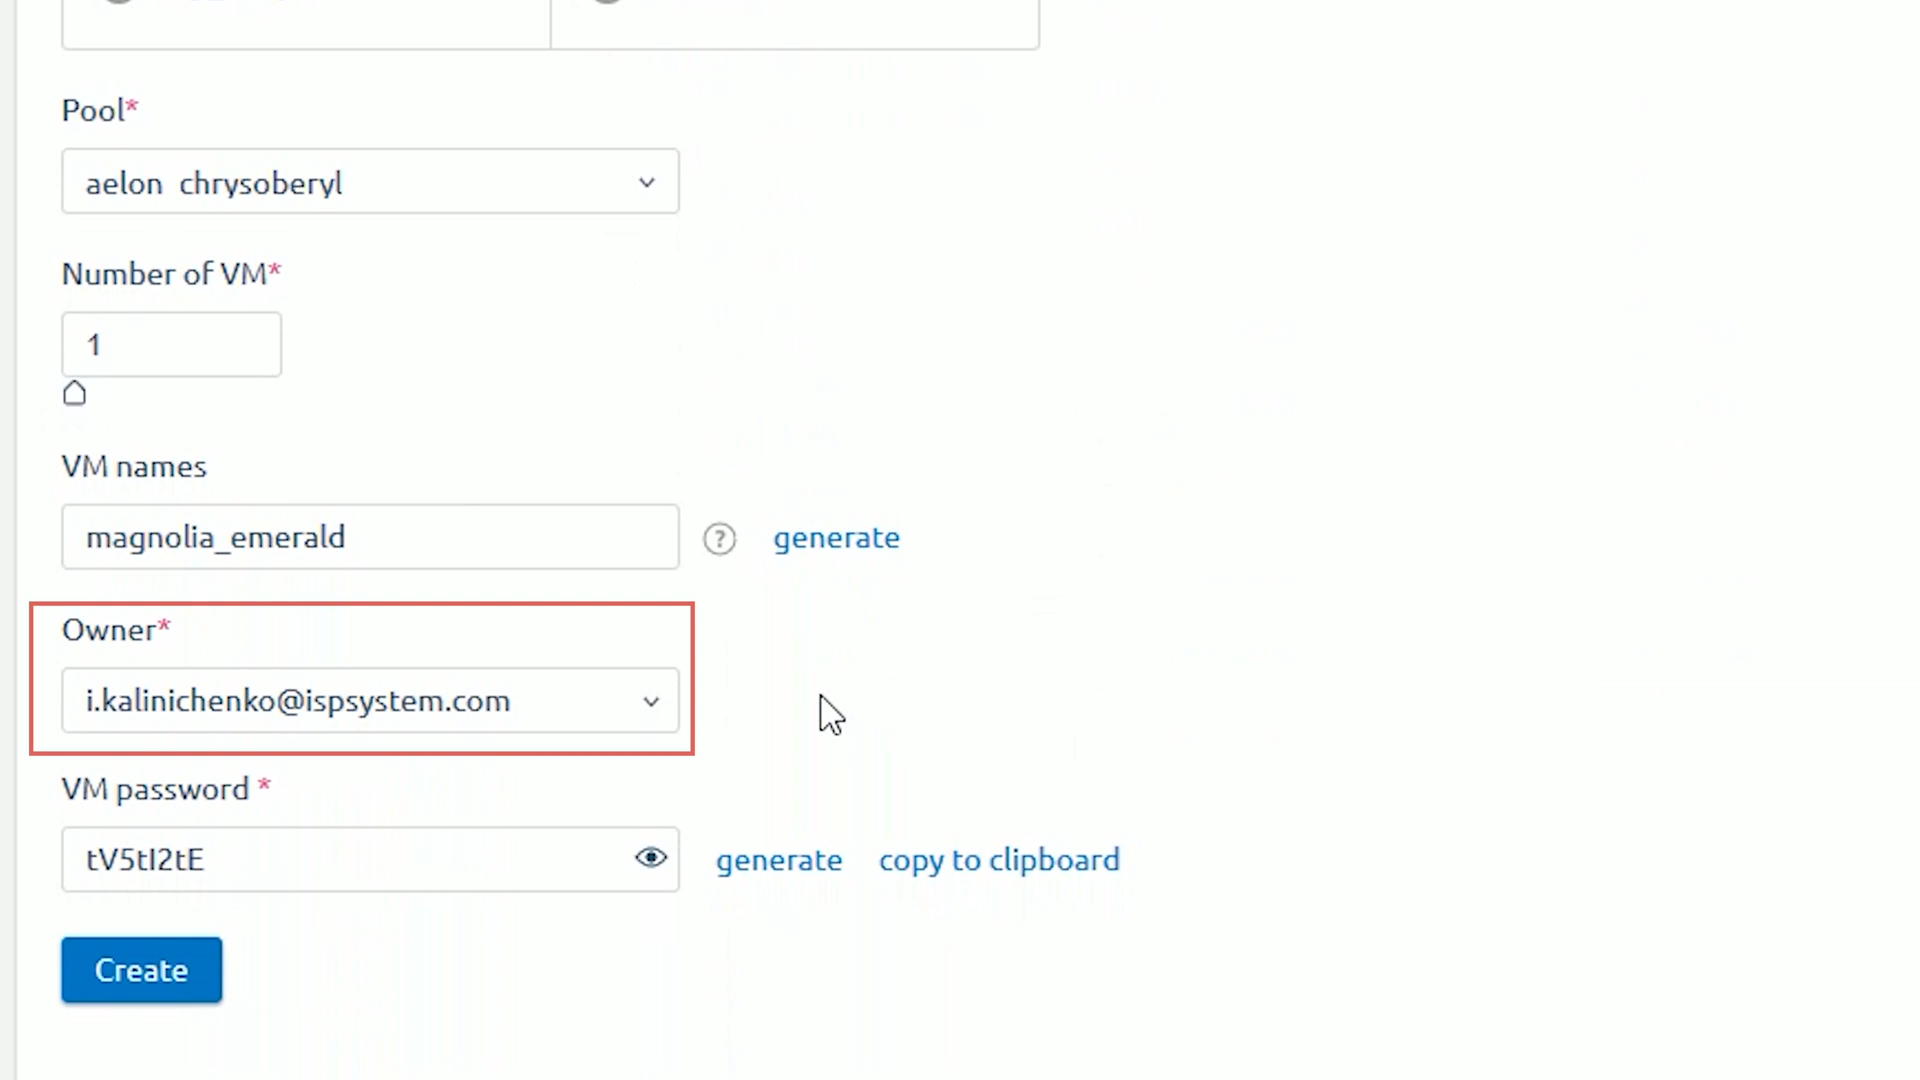 Pool*
aelon chrysoberyl
Number of VM*
1
VM names
magnolia_emerald
? generate
Owner*
i.kalinichenko@ispsystem.com
VM password *
tV5tI2tE
generate copy to clipboard
Create